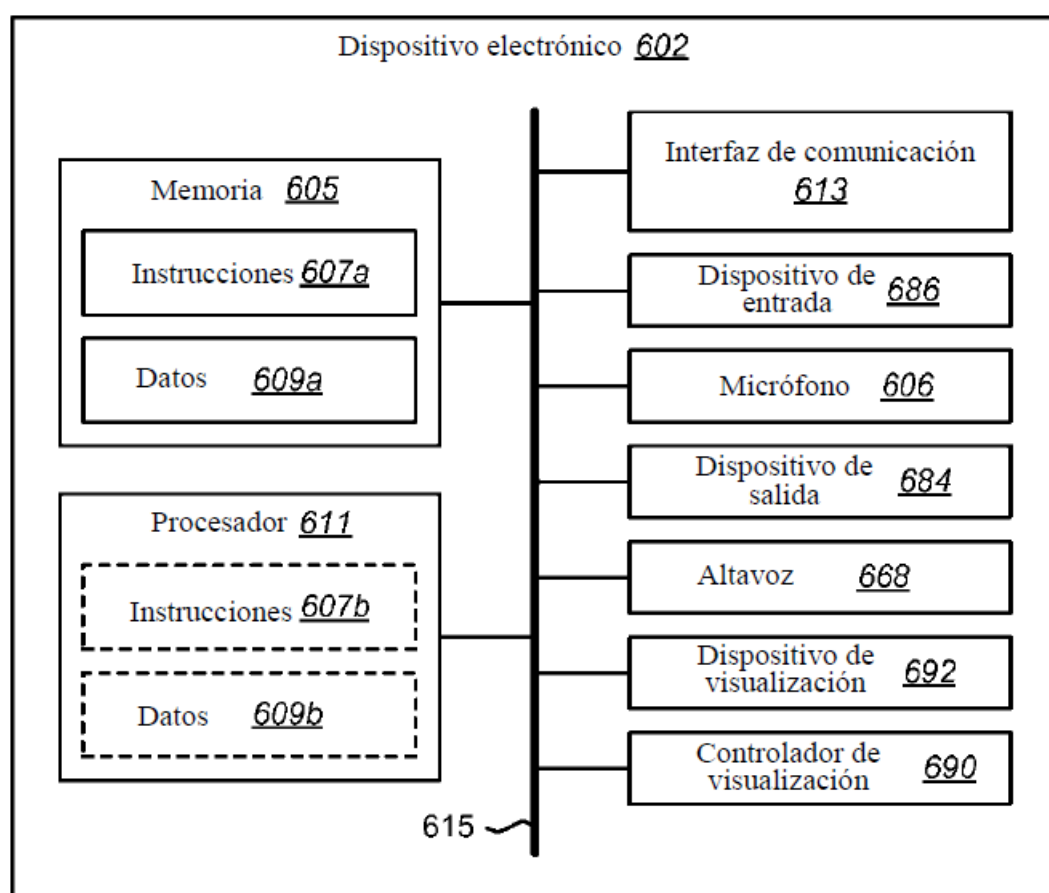 Dispositivo electrónico 602
Memoria 605
Instrucciones 607a
Datos 609a
Procesador 611
Instrucciones 607b
Datos 609b
615
Interfaz de comunicación
613
Dispositivo de
entrada 686
Micrófono 606
Dispositivo de
salida 684
Altavoz 668
Dispositivo de
visualización 692
Controlador de
visualización 690